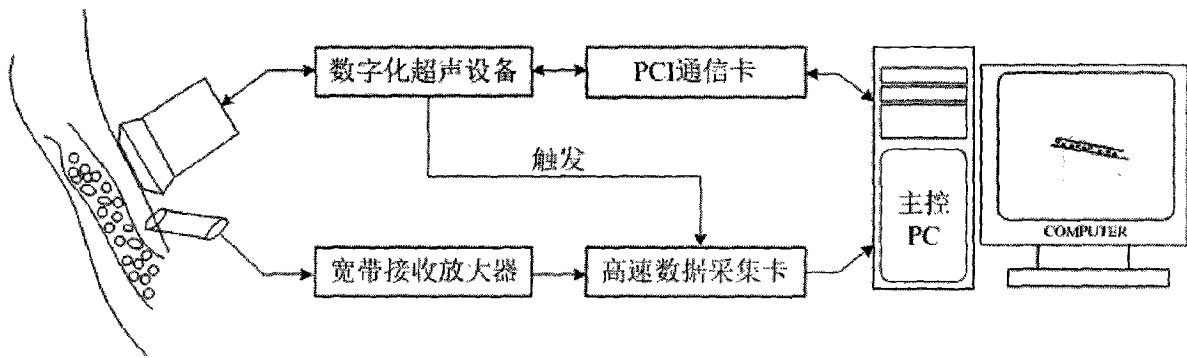 数字化超声设备
PCI通信卡
触发
主控
PC
COMPUTER
宽带接收放大器
高速数据采集卡